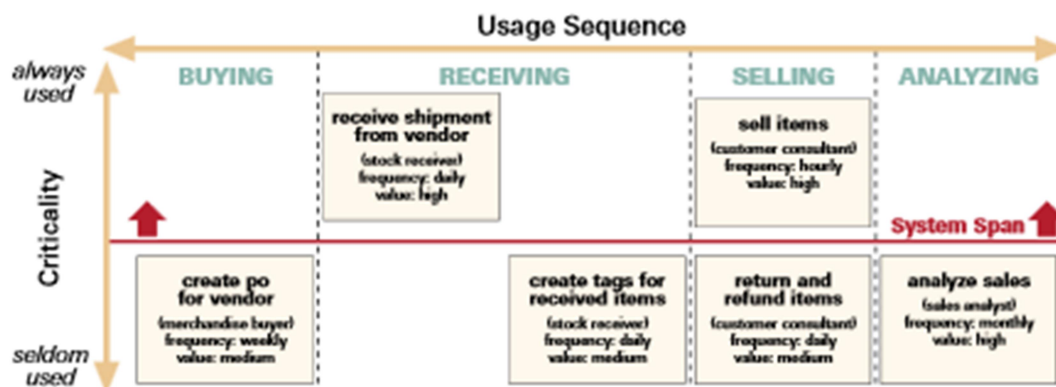 Usage Sequence
always
used
BUYING
RECEIVING
SELLING
ANALYZING
receive shipment
from vendor
(stock receiver)
frequency: daily
value: high
sell items
(customer consultant)
frequency: hourly
value: high
Criticality
System Span
create po
for vendor
(merchandise buyer)
frequency: weekly
value: medium
create tags for
received items
(stock receiver)
frequency: daily
value: medium
return and
refund items
(customer consultant)
frequency: daily
value: medium
analyze sales
(sales analyst)
frequency: monthly
value: high
seldom
used